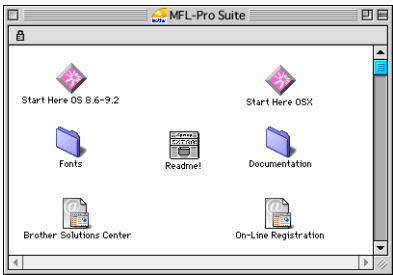 MFL-Pro Suite
Start Here OS 8.6-9.2
Start Here OSX
Fonts
Readme!
Documentation
Brother Solutions Center
On-Line Registration